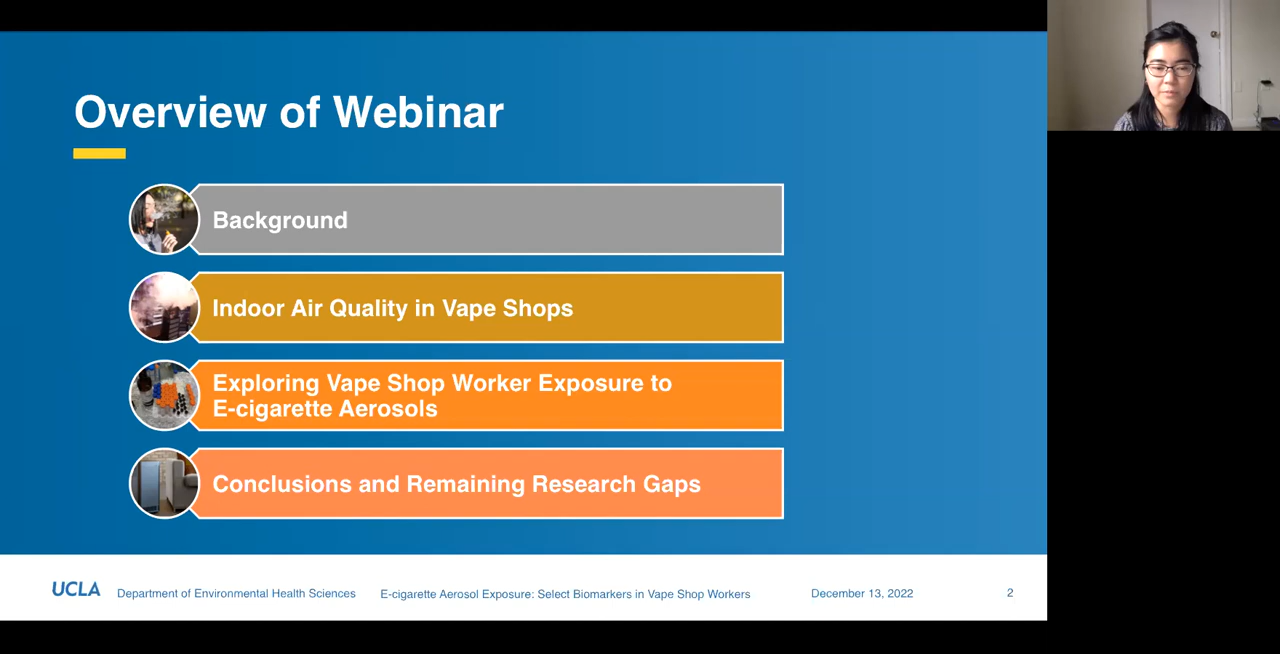 Overview of Webinar
Background
Indoor Air Quality in Vape Shops
Exploring Vape Shop Worker Exposure to
E-cigarette Aerosols
Conclusions and Remaining Research Gaps
UCLA Department of Environmental Health Sciences E-cigarette Aerosol Exposure: Select Biomarkers in Vape Shop Workers December 13, 2022 2